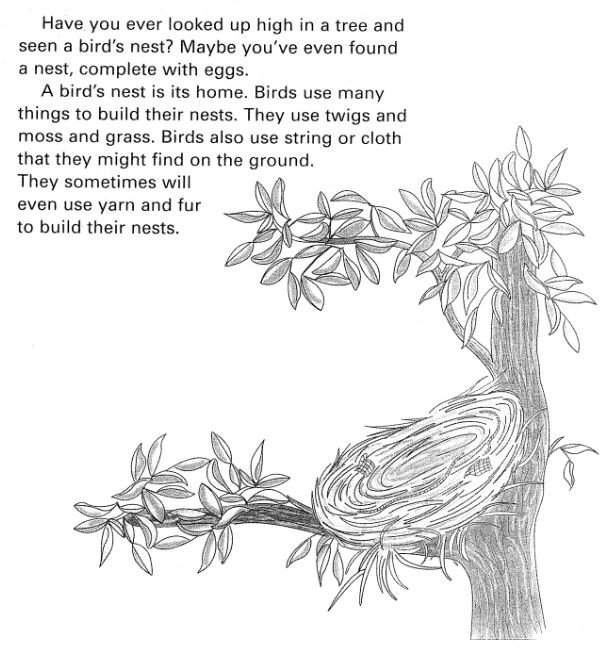 Have you ever looked up high in a tree and
seen a bird's nest? Maybe you've even found
a nest, complete with eggs.
A bird's nest is its home. Birds use many
things to build their nests. They use twigs and
moss and grass. Birds also use string or cloth
that they might find on the ground.
They sometimes will
even use yarn and fur
to build their nests.